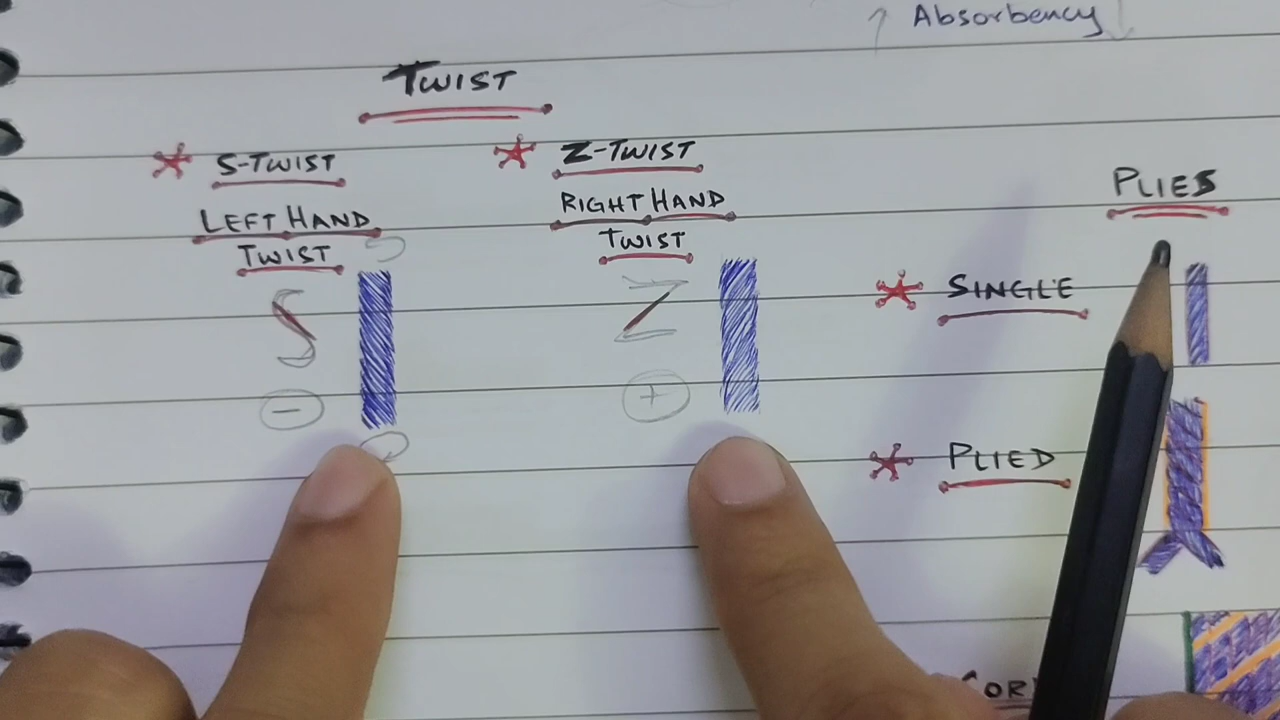 Absorbency
TWIST
S-TWIST
LEFT HAND
TWIST
S
-
Z-TWIST
RIGHT HAND
TWIST
Z
+
PLIES
SINGLE
PLIED